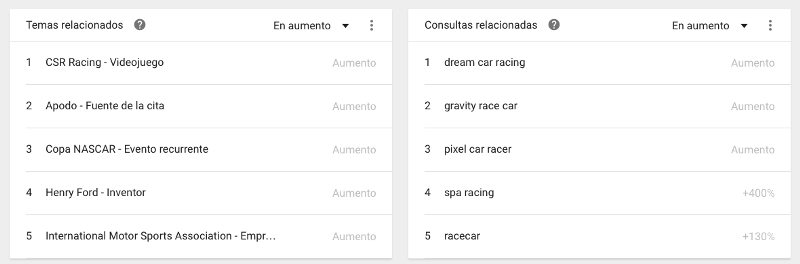 Temas relacionados ? En aumento
1 CSR Racing - Videojuego Aumento
2 Apodo - Fuente de la cita Aumento
3 Copa NASCAR - Evento recurrente Aumento
4 Henry Ford - Inventor Aumento
5 International Motor Sports Association - Empr... Aumento
Consultas relacionadas ? En aumento
1 dream car racing Aumento
2 gravity race car Aumento
3 pixel car racer Aumento
4 spa racing +400%
5 racecar +130%